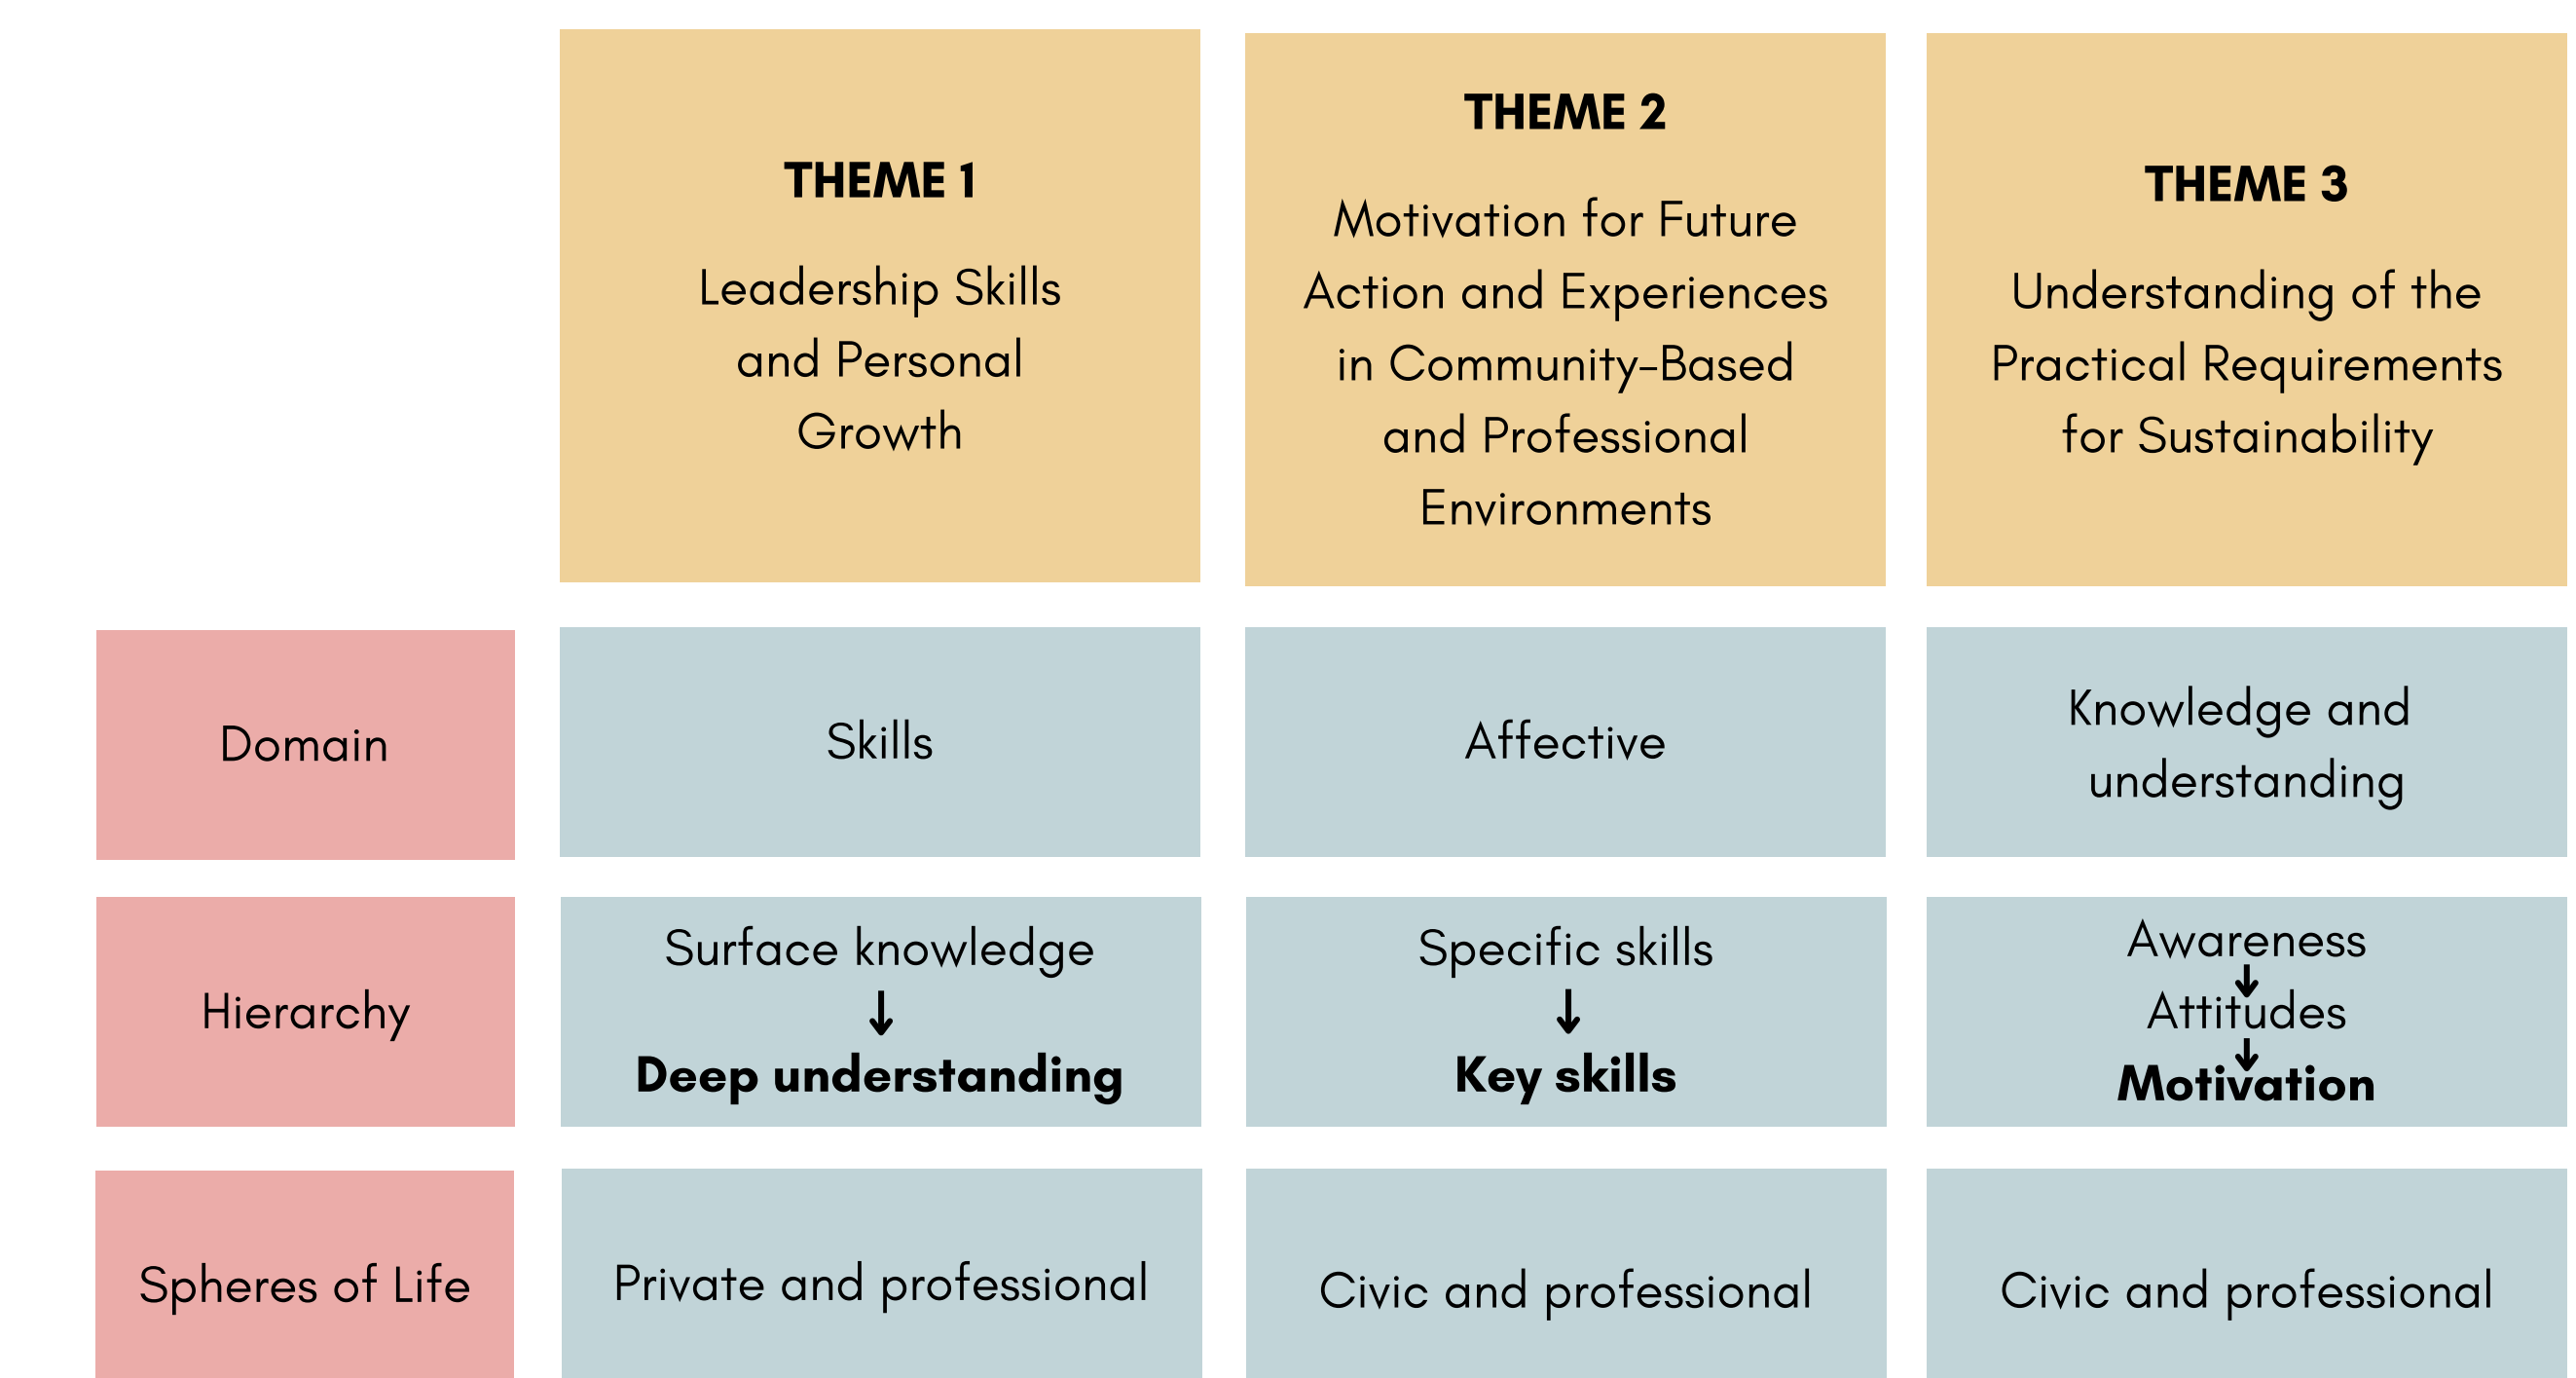 THEME 1
Leadership Skills
and Personal
Growth
THEME 2
Motivation for Future
Action and Experiences
in Community-Based
and Professional
Environments
THEME 3
Understanding of the
Practical Requirements
for Sustainability
Domain
Skills
Affective
Knowledge and
understanding
Hierarchy
Surface knowledge
↓
Deep understanding
Specific skills
↓
Key skills
Awareness
↓
Attitudes
↓
Motivation
Spheres of Life
Private and professional
Civic and professional
Civic and professional